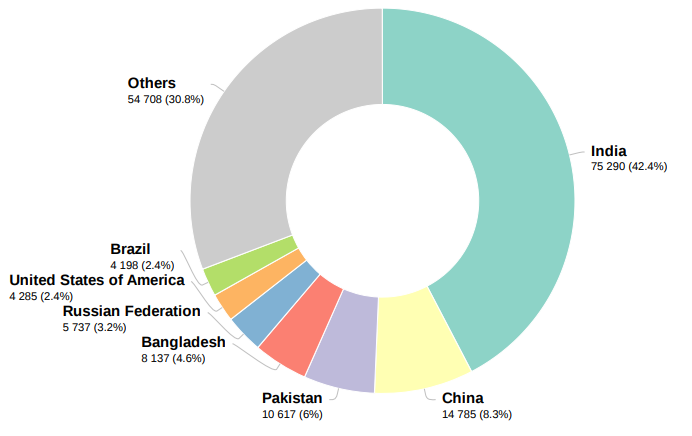 Others
54 708 (30.8%)
India
75 290 (42.4%)
Brazil
4 198 (2.4%)
United States of America
4 285 (2.4%)
Russian Federation
5 737 (3.2%)
Bangladesh
8 137 (4.6%)
Pakistan
10 617 (6%)
China
14 785 (8.3%)